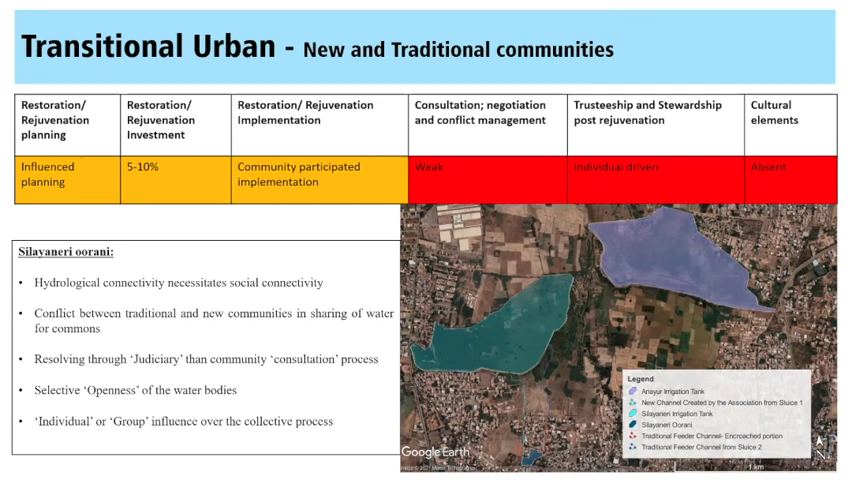 Transitional Urban - New and Traditional communities
Restoration/
Rejuvenation
planning
Restoration/
Rejuvenation
Investment
Restoration/ Rejuvenation
Implementation
Consultation; negotiation
and conflict management
Trusteeship and Stewardship
post rejuvenation
Cultural
elements
Influenced
planning
5-10%
Community participated
implementation
Weak
Individual driven
Absent
Silayaneri oorani:
• Hydrological connectivity necessitates social connectivity
• Conflict between traditional and new communities in sharing of water
for commons
• Resolving through ‘Judiciary’ than community ‘consultation’ process
• Selective ‘Openness’ of the water bodies
• ‘Individual’ or ‘Group’ influence over the collective process
Legend
Anayur Irrigation Tank
New Channel Created by the Association from Sluice 1
Silayaneri Irrigation Tank
Silayaneri Oorani
Traditional Feeder Channel- Encroached portion
Traditional Feeder Channel from Sluice 2
Google Earth
N
1 km